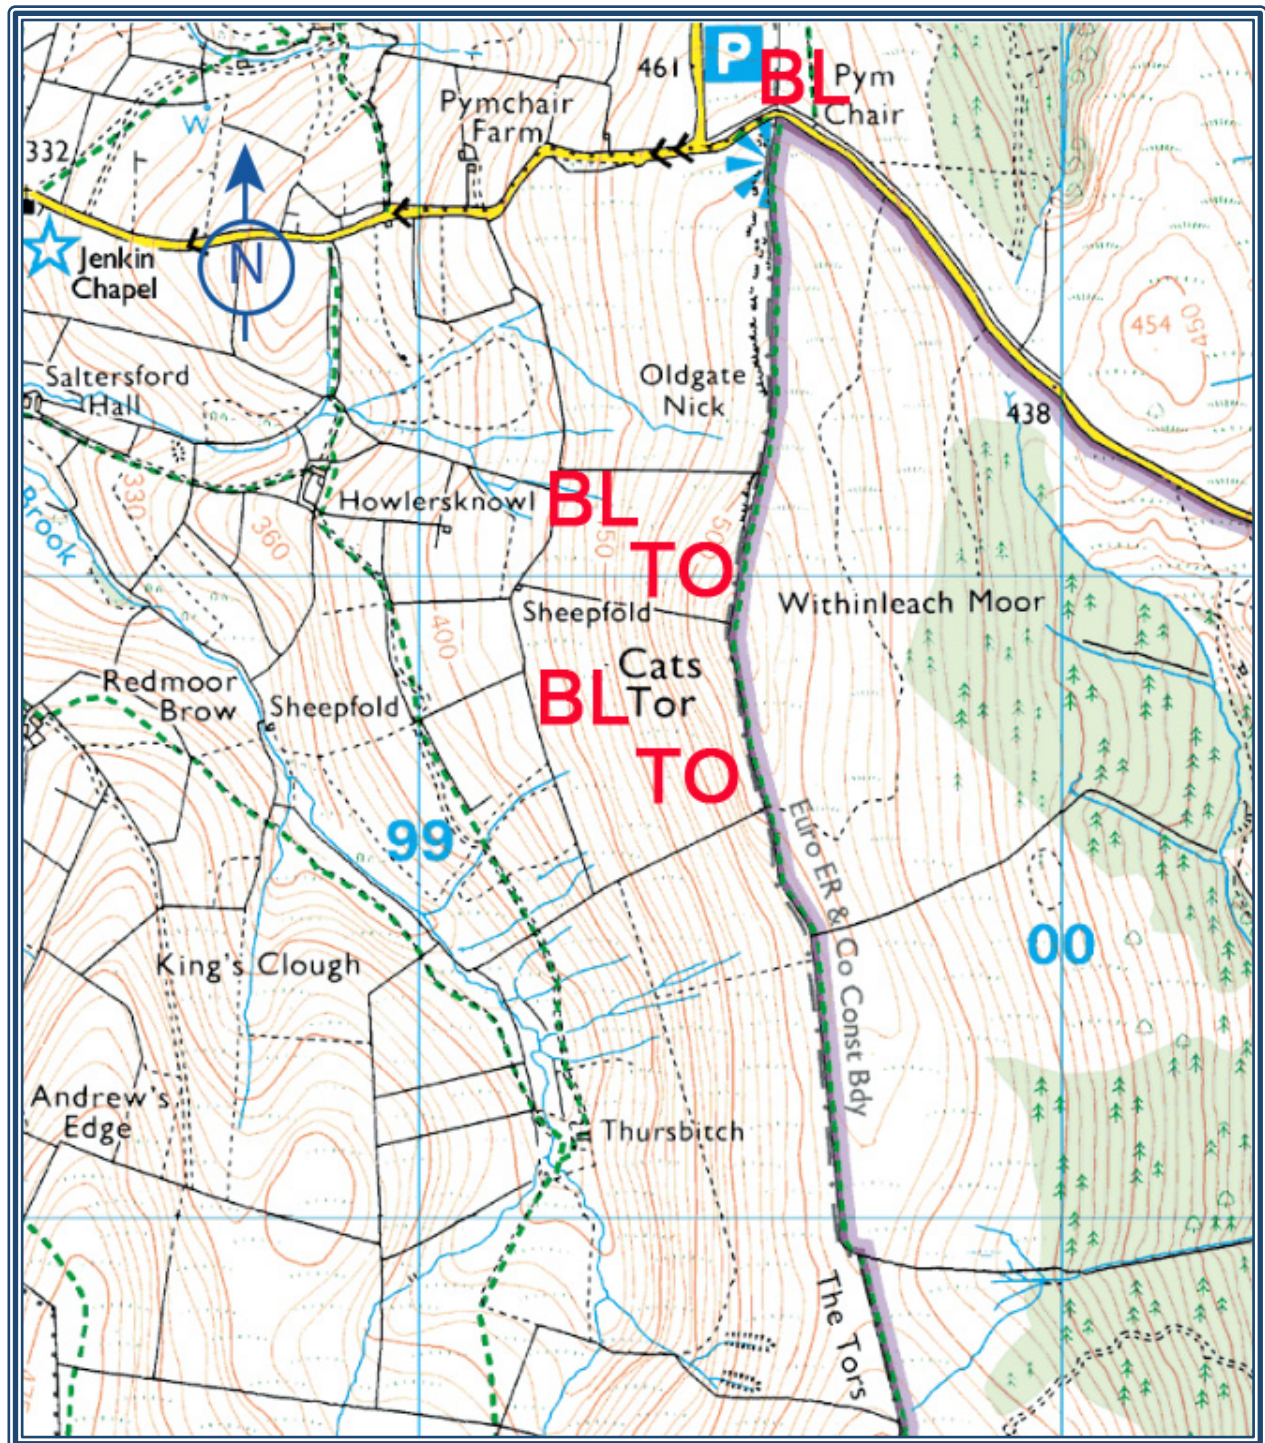 461
P
BL
Pym
Chair
Pymchair
Farm
W
332
N
Jenkin
Chapel
454
450
Saltersford
Hall
Oldgate
Nick
438
Howlersknowl
BL
TO
Brook
330
360
Sheepfold
Withinleach Moor
400
Cats
Tor
BL
TO
Redmoor
Brow
Sheepfold
99
Euro ER & Co Const Bdy
00
King's Clough
Andrew's
Edge
Thursbitch
The Tors